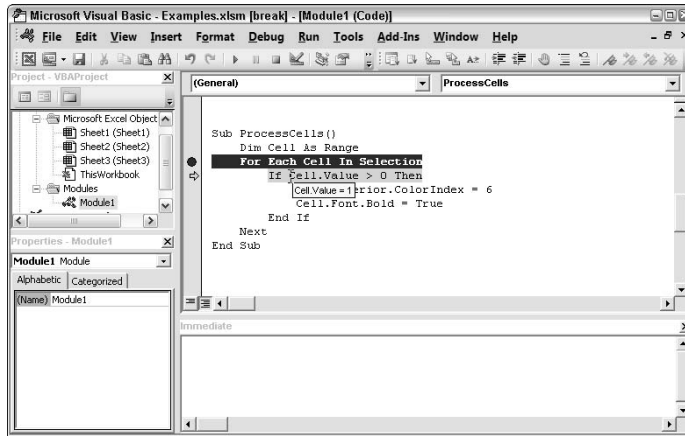 Microsoft Visual Basic - Examples.xlsm [break] - [Module1 (Code)]
File Edit View Insert Format Debug Run Tools Add-Ins Window Help
Project - VBAProject
(General) ProcessCells
Microsoft Excel Object
Sheet1 (Sheet1)
Sheet2 (Sheet2)
Sheet3 (Sheet3)
ThisWorkbook
Modules
Module1
Sub ProcessCells()
Dim Cell As Range
For Each Cell In Selection
If Cell.Value > 0 Then
Cell.Value = 1
erior.ColorIndex = 6
Cell.Font.Bold = True
End If
Next
End Sub
Properties - Module1
Module1 Module
Alphabetic Categorized
(Name) Module1
Immediate